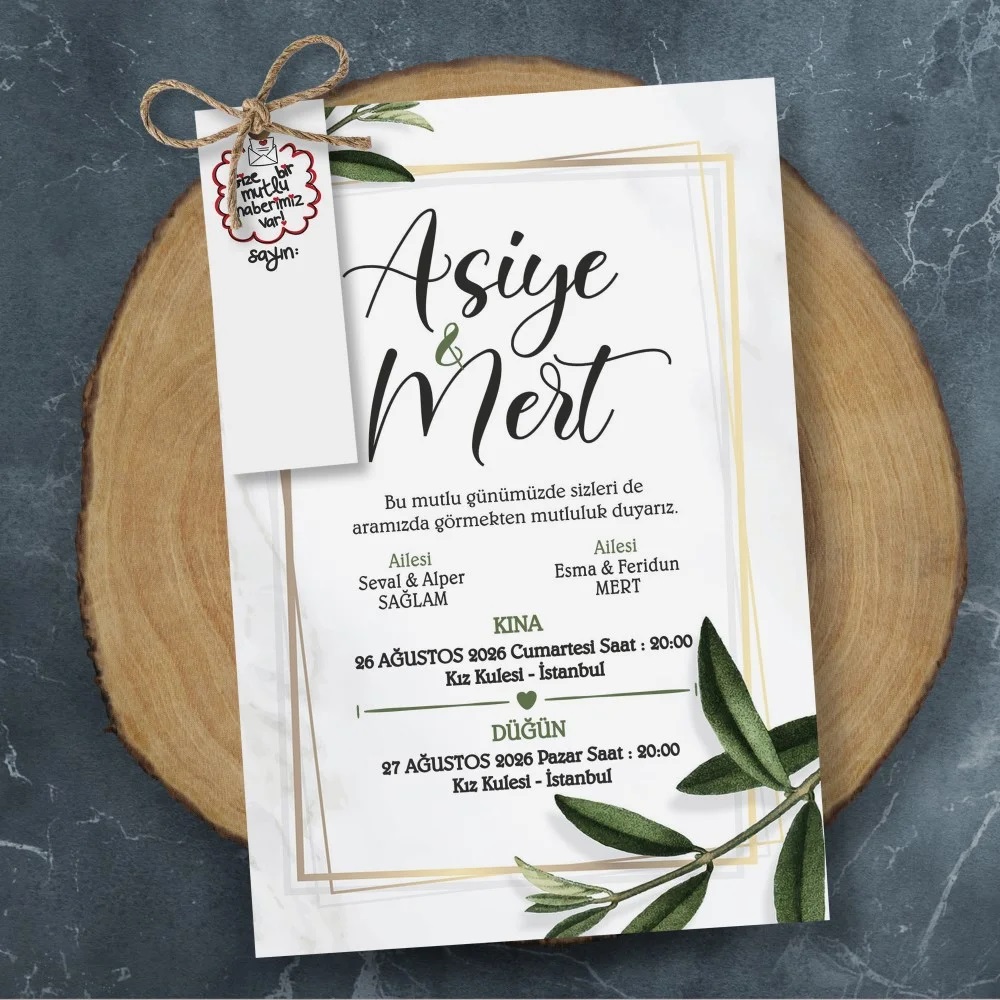 bir
mutlu
haberimiz
var!
sayın:
Asiye
&
Mert
Bu mutlu günümüzde sizleri de
aramızda görmekten mutluluk duyarız.
Ailesi
Seval & Alper
SAĞLAM
Ailesi
Esma & Feridun
MERT
KINA
26 AĞUSTOS 2026 Cumartesi Saat : 20:00
Kız Kulesi - İstanbul
DÜĞÜN
27 AĞUSTOS 2026 Pazar Saat : 20:00
Kız Kulesi - İstanbul